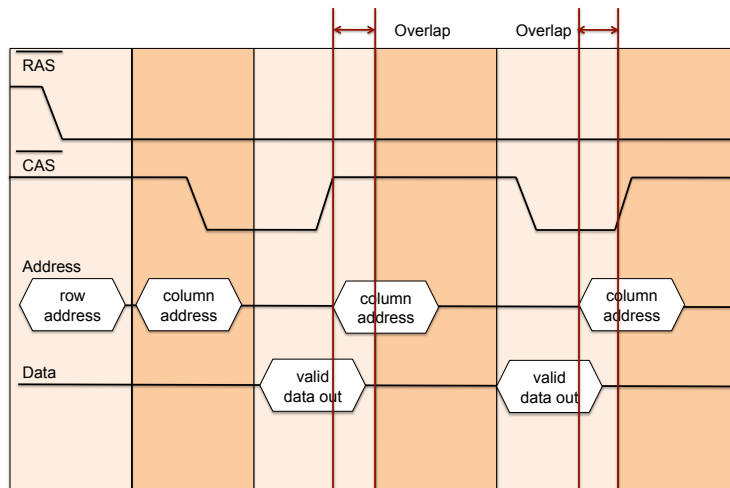 Overlap Overlap
RAS
CAS
Address
row
address
column
address
column
address
column
address
Data
valid
data out
valid
data out